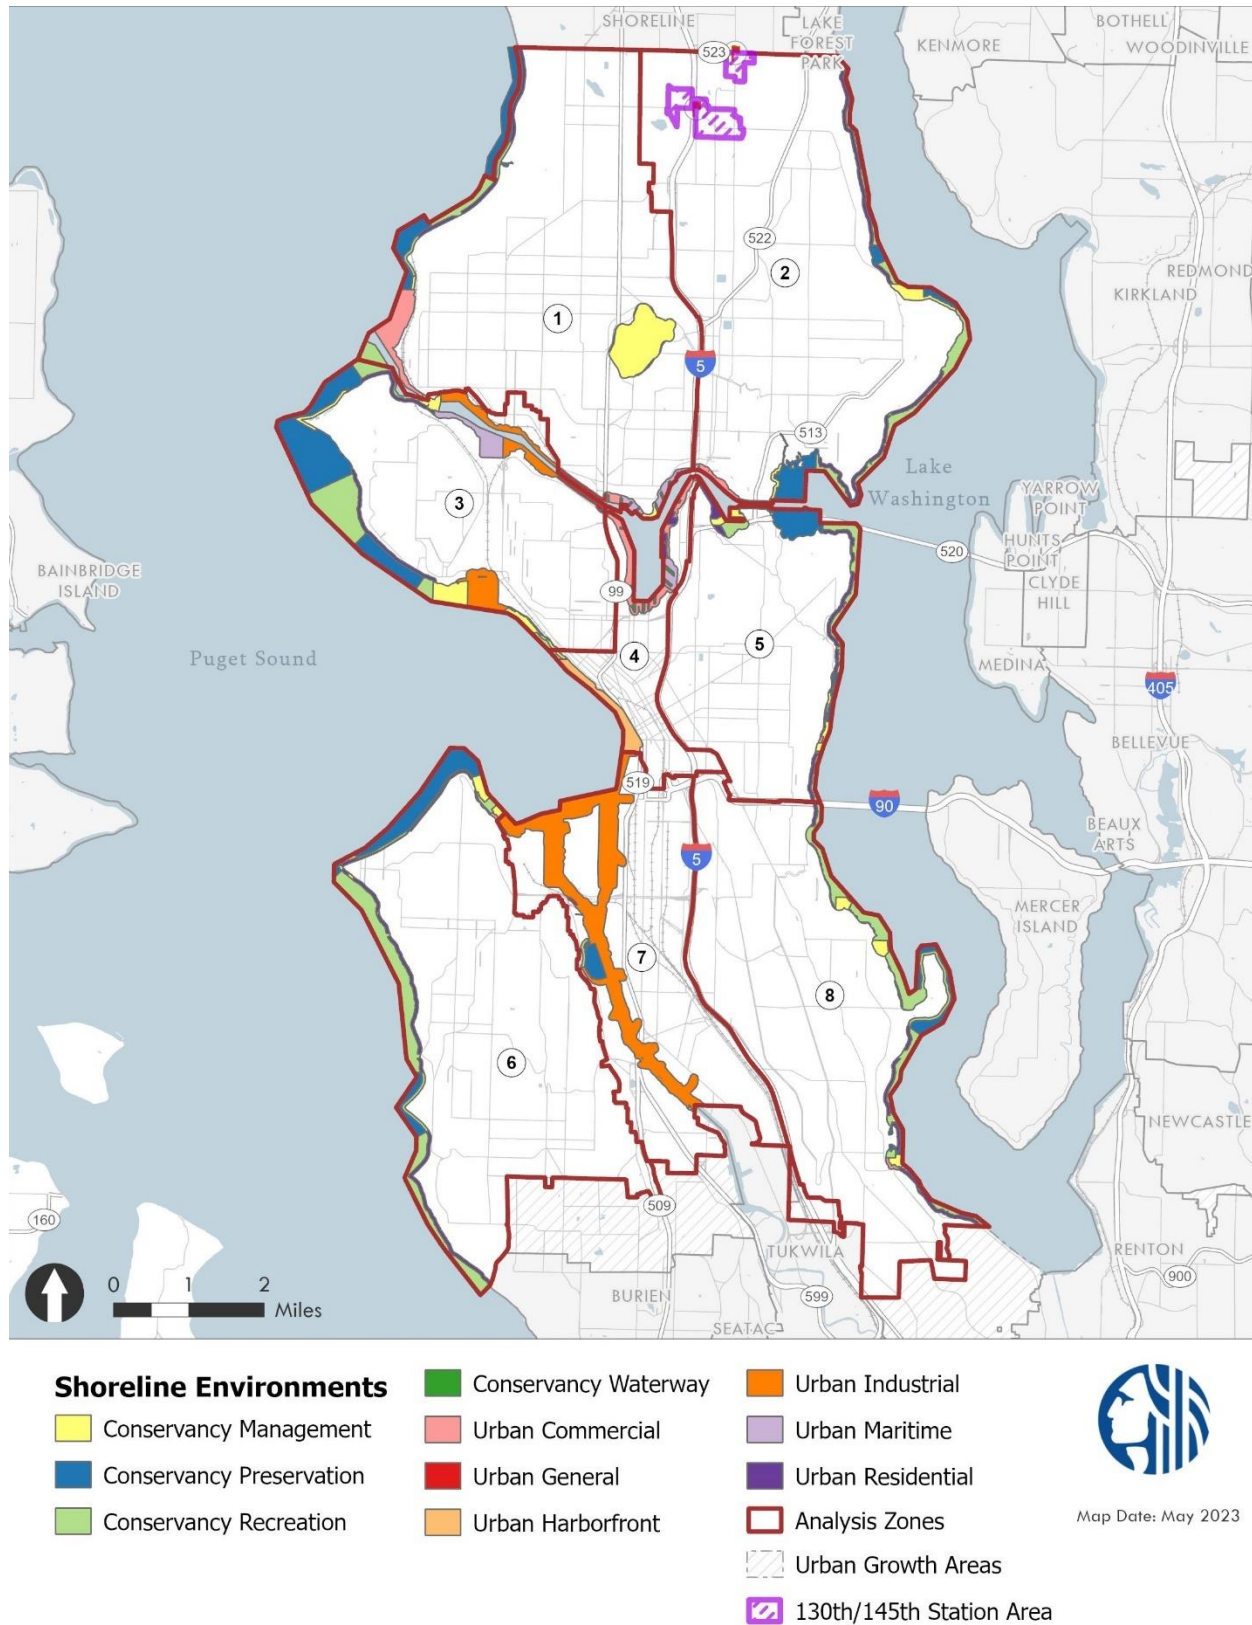 SHORELINE
LAKE
FOREST
PARK
BOTHELL
KENMORE
WOODINVILLE
523
522
2
REDMOND
KIRKLAND
1
5
513
Lake
Washington
3
YARROW
POINT
HUNTS
POINT
520
CLYDE
HILL
BAINBRIDGE
ISLAND
99
Puget Sound
4
5
MEDINA
405
BELLEVUE
519
90
BEAUX
ARTS
5
MERCER
ISLAND
7
8
6
NEWCASTLE
160
509
TUKWILA
RENTON
900
0 1 2
Miles
BURIEN
599
SEATAC
Shoreline Environments
Conservancy Management
Conservancy Preservation
Conservancy Recreation
Conservancy Waterway
Urban Commercial
Urban General
Urban Harborfront
Urban Industrial
Urban Maritime
Urban Residential
Analysis Zones
Urban Growth Areas
130th/145th Station Area
Map Date: May 2023